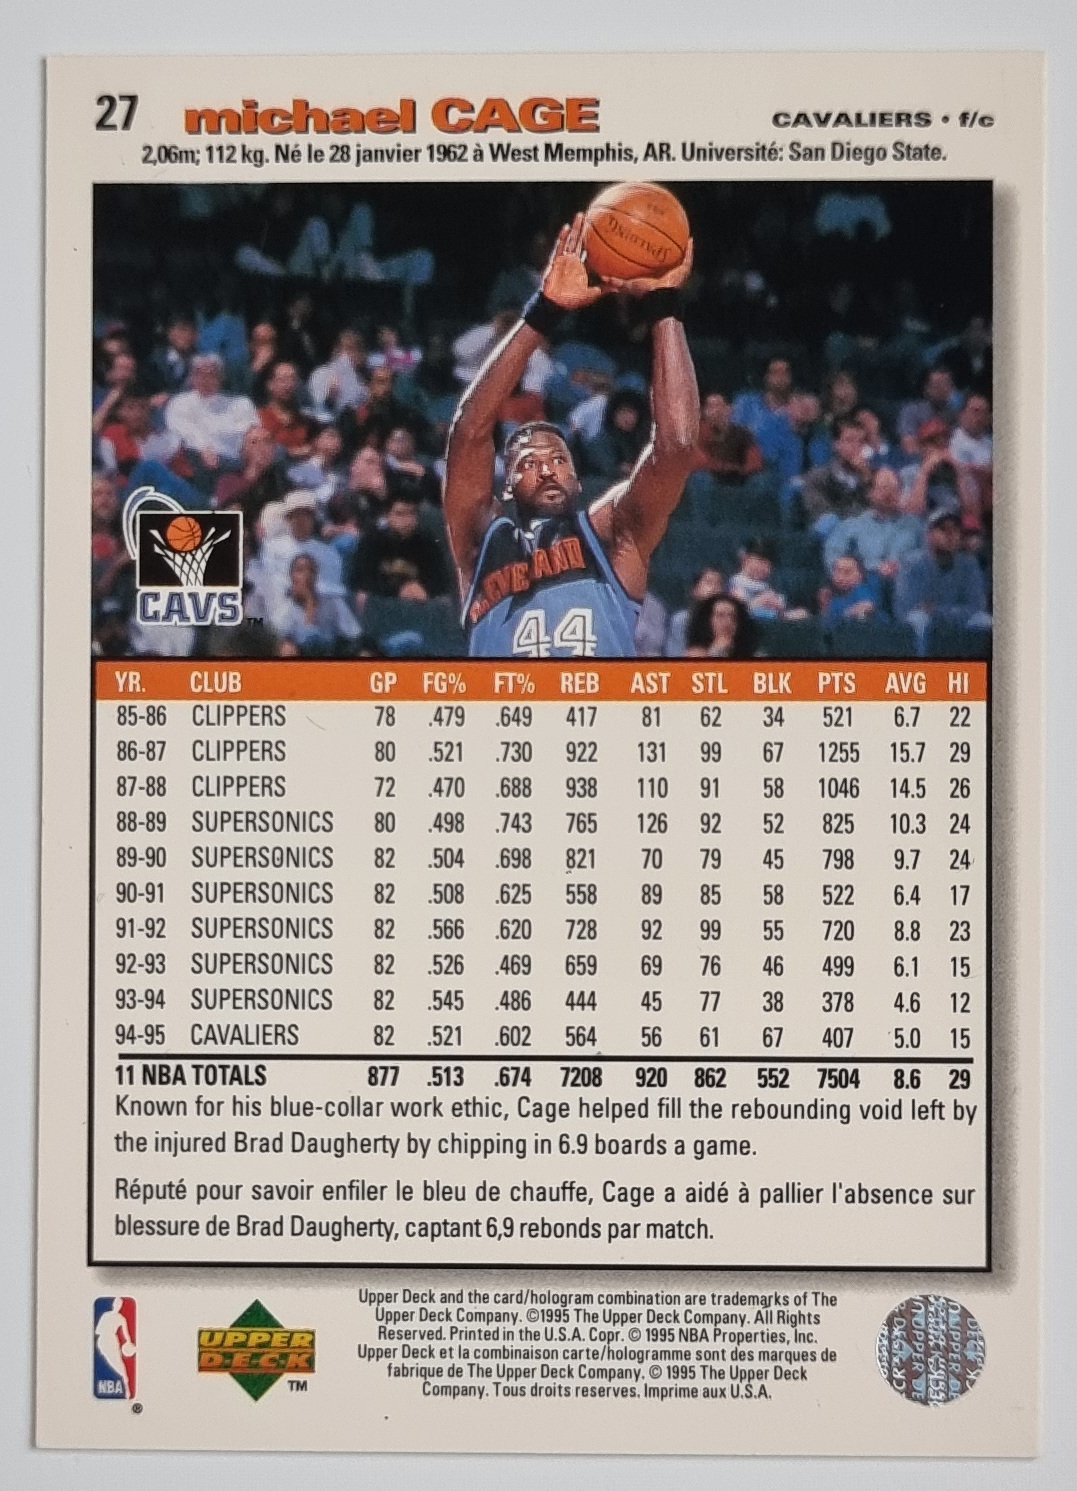 27 michael CAGE CAVALIERS • f/c
2,06m; 112 kg. Né le 28 janvier 1962 à West Memphis, AR. Université: San Diego State.
SPALDING
CAVS TM
44
YR. CLUB GP FG% FT% REB AST STL BLK PTS AVG HI
85-86 CLIPPERS 78 .479 .649 417 81 62 34 521 6.7 22
86-87 CLIPPERS 80 .521 .730 922 131 99 67 1255 15.7 29
87-88 CLIPPERS 72 .470 .688 938 110 91 58 1046 14.5 26
88-89 SUPERSONICS 80 .498 .743 765 126 92 52 825 10.3 24
89-90 SUPERSONICS 82 .504 .698 821 70 79 45 798 9.7 24
90-91 SUPERSONICS 82 .508 .625 558 89 85 58 522 6.4 17
91-92 SUPERSONICS 82 .566 .620 728 92 99 55 720 8.8 23
92-93 SUPERSONICS 82 .526 .469 659 69 76 46 499 6.1 15
93-94 SUPERSONICS 82 .545 .486 444 45 77 38 378 4.6 12
94-95 CAVALIERS 82 .521 .602 564 56 61 67 407 5.0 15
11 NBA TOTALS 877 .513 .674 7208 920 862 552 7504 8.6 29
Known for his blue-collar work ethic, Cage helped fill the rebounding void left by
the injured Brad Daugherty by chipping in 6.9 boards a game.
Réputé pour savoir enfiler le bleu de chauffe, Cage a aidé à pallier l'absence sur
blessure de Brad Daugherty, captant 6,9 rebonds par match.
Upper Deck and the card/hologram combination are trademarks of The
Upper Deck Company. ©1995 The Upper Deck Company. All Rights
Reserved. Printed in the U.S.A. Copr. © 1995 NBA Properties, Inc.
Upper Deck et la combinaison carte/hologramme sont des marques de
fabrique de The Upper Deck Company. © 1995 The Upper Deck
Company. Tous droits reserves. Imprime aux U.S.A.
NBA ®
UPPER
DECK TM